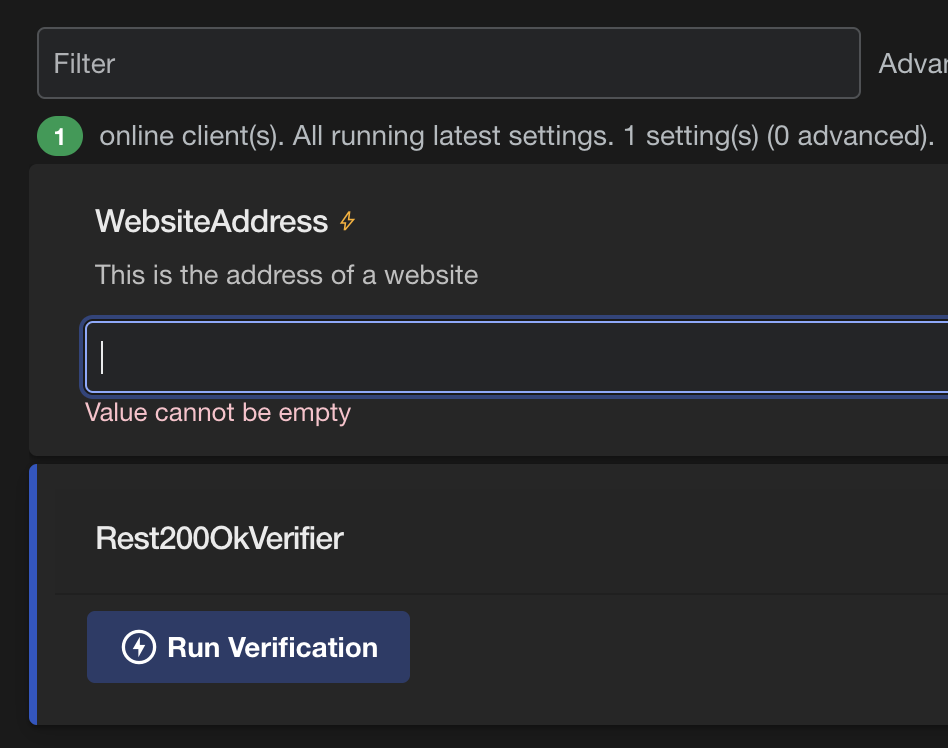 Filter
1 online client(s). All running latest settings. 1 setting(s) (0 advanced).
WebsiteAddress
This is the address of a website
Value cannot be empty
Rest200OkVerifier
Run Verification